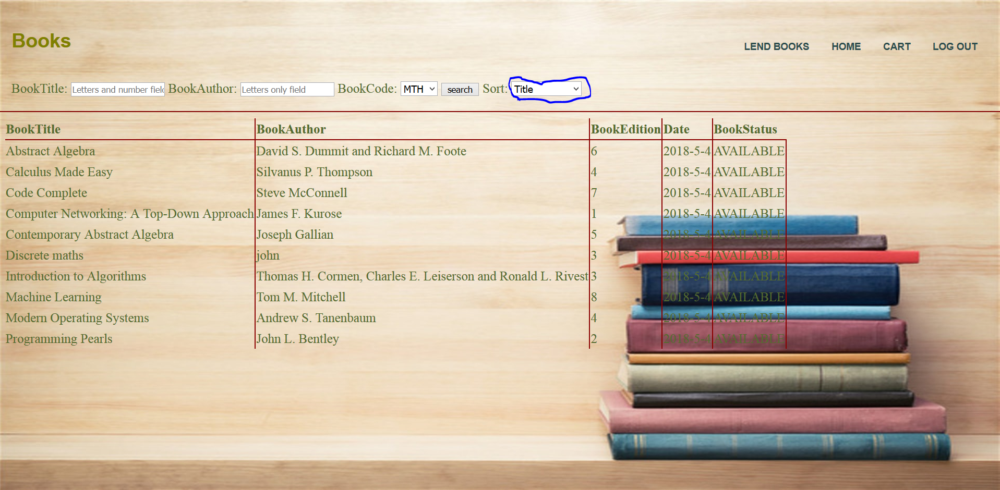 Books
LEND BOOKS HOME CART LOG OUT
BookTitle: Letters and number fiel BookAuthor: Letters only field BookCode: MTH search Sort: Title
BookTitle BookAuthor BookEdition Date BookStatus
Abstract Algebra David S. Dummit and Richard M. Foote 6 2018-5-4 AVAILABLE
Calculus Made Easy Silvanus P. Thompson 4 2018-5-4 AVAILABLE
Code Complete Steve McConnell 7 2018-5-4 AVAILABLE
Computer Networking: A Top-Down Approach James F. Kurose 1 2018-5-4 AVAILABLE
Contemporary Abstract Algebra Joseph Gallian 5 2018-5-4 AVAILABLE
Discrete maths john 3 2018-5-4 AVAILABLE
Introduction to Algorithms Thomas H. Cormen, Charles E. Leiserson and Ronald L. Rivest 3 2018-5-4 AVAILABLE
Machine Learning Tom M. Mitchell 8 2018-5-4 AVAILABLE
Modern Operating Systems Andrew S. Tanenbaum 4 2018-5-4 AVAILABLE
Programming Pearls John L. Bentley 2 2018-5-4 AVAILABLE